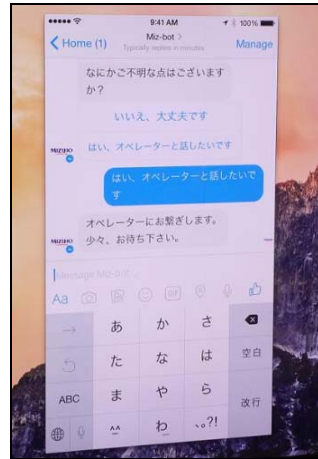 9:41 AM
100%
Home (1)
Miz-bot >
Typically replies in minutes
Manage
なにかご不明な点はございます
か？
いいえ、大丈夫です
はい、オペレーターと話したいです
MIZUHO
はい、オペレーターと話したいで
す
オペレーターにお繋ぎします。
少々、お待ち下さい。
MIZUHO
Message Miz-bot...
Aa
GIF
→
あ
か
さ
た
な
は
空白
ABC
ま
や
ら
改行
^^
わ
、。?!